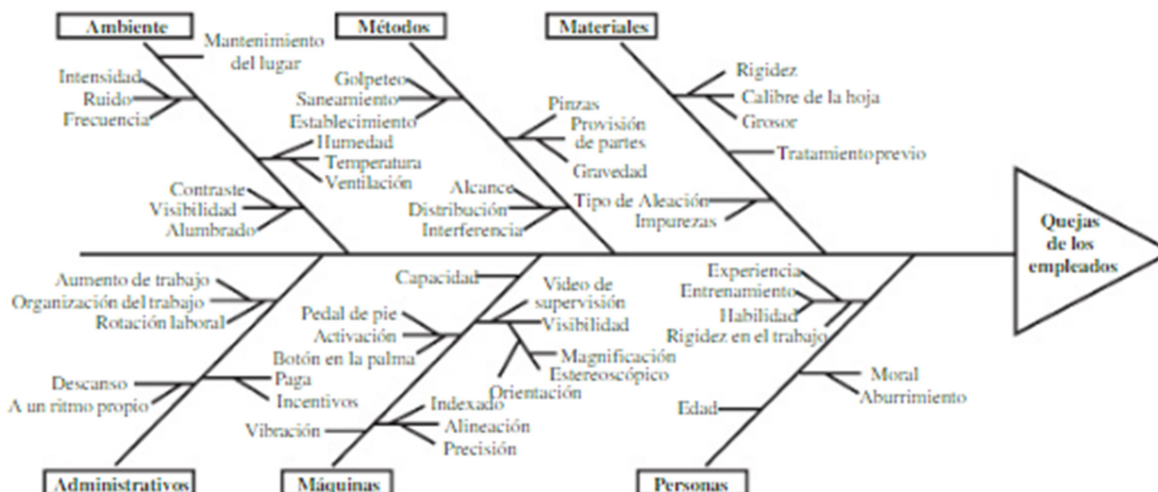 Ambiente
Métodos
Materiales
Mantenimiento
del lugar
Intensidad
Ruido
Frecuencia
Humedad
Temperatura
Ventilación
Contraste
Visibilidad
Alumbrado
Golpeteo
Saneamiento
Establecimiento
Pinzas
Provisión
de partes
Gravedad
Alcance
Distribución
Interferencia
Rigidez
Calibre de la hoja
Grosor
Tratamiento previo
Tipo de Aleación
Impurezas
Quejas
de los
empleados
Aumento de trabajo
Organización del trabajo
Rotación laboral
Descanso
A un ritmo propio
Paga
Incentivos
Capacidad
Pedal de pie
Activación
Botón en la palma
Video de
supervisión
Visibilidad
Magnificación
Estereoscópico
Orientación
Vibración
Indexado
Alineación
Precisión
Experiencia
Entrenamiento
Habilidad
Rigidez en el trabajo
Edad
Moral
Aburrimiento
Administrativos
Máquinas
Personas